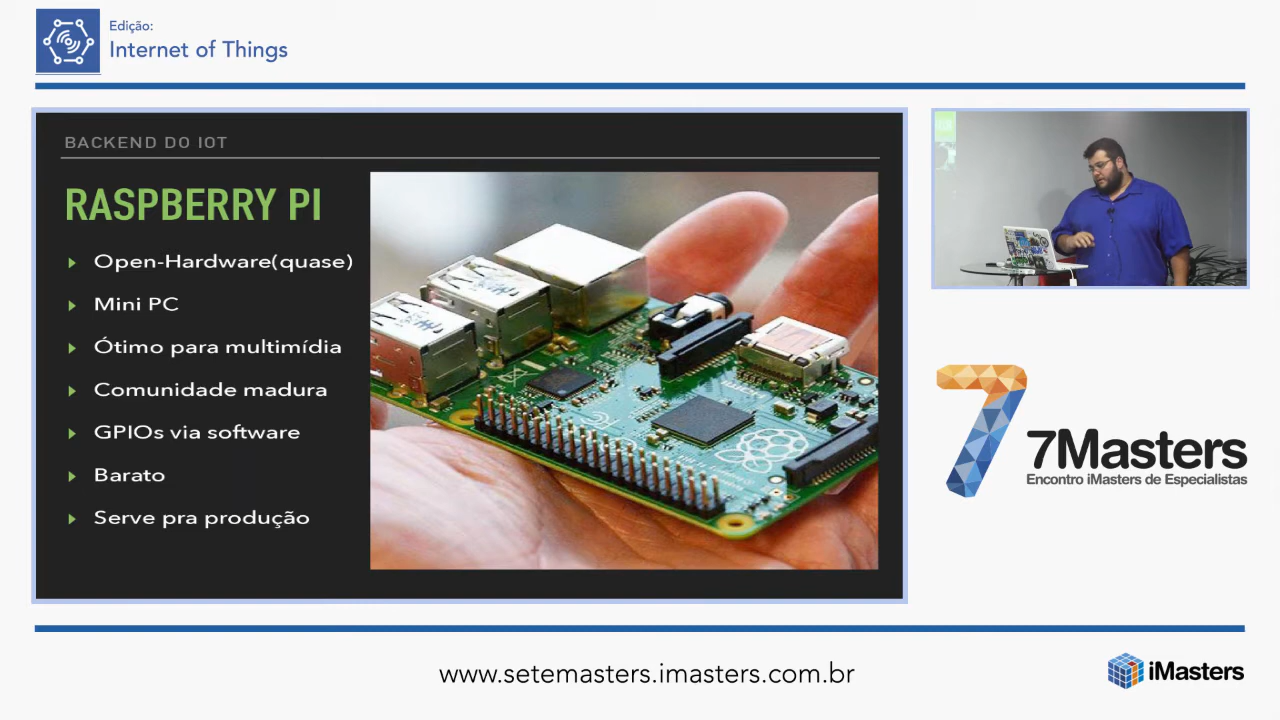 Edição:
Internet of Things
BACKEND DO IOT
RASPBERRY PI
Open-Hardware(quase)
Mini PC
Ótimo para multimídia
Comunidade madura
GPIOs via software
Barato
Serve pra produção
7Masters
Encontro iMasters de Especialistas
www.setemasters.imasters.com.br
iMasters